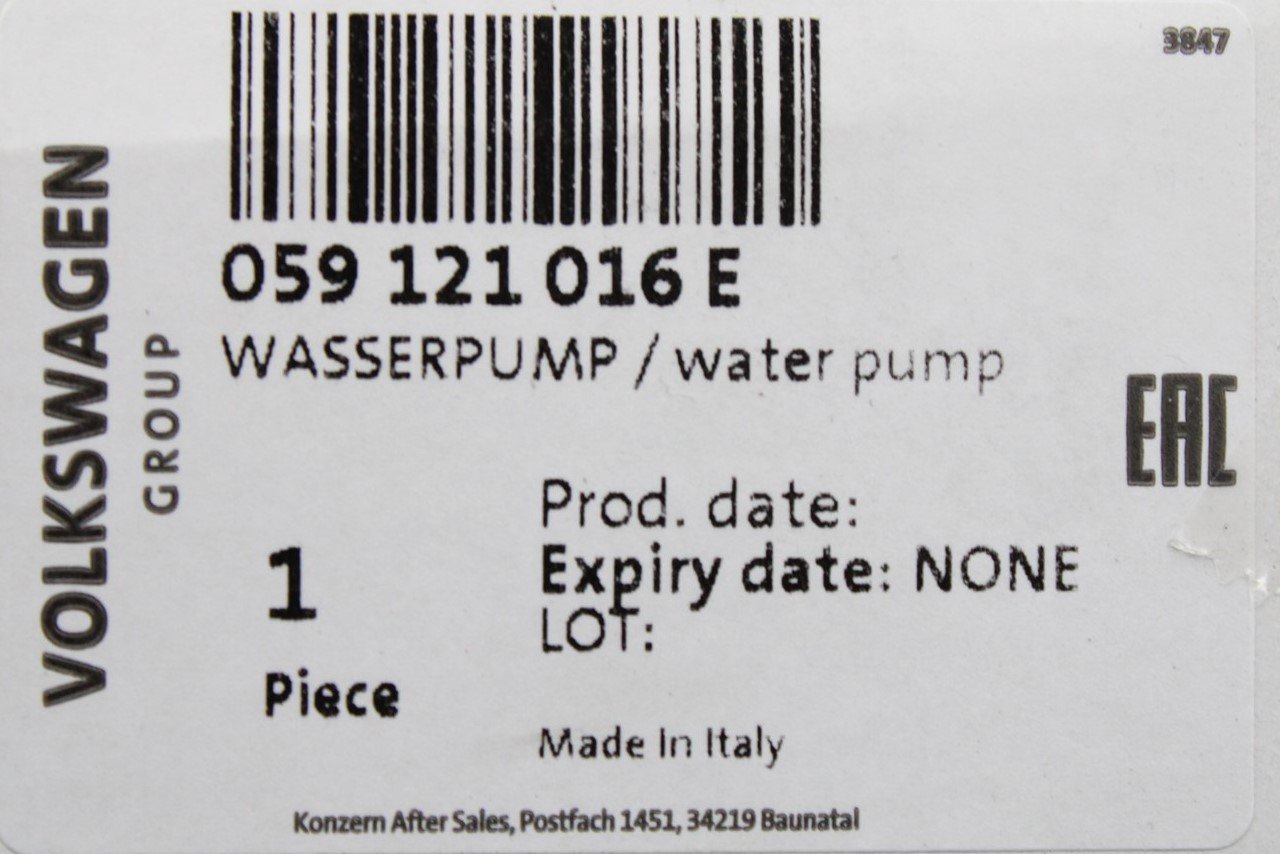 3847
VOLKSWAGEN
GROUP
059 121 016 E
WASSERPUMP / water pump
EAC
Prod. date:
Expiry date: NONE
LOT:
1
Piece
Made In Italy
Konzern After Sales, Postfach 1451, 34219 Baunatal